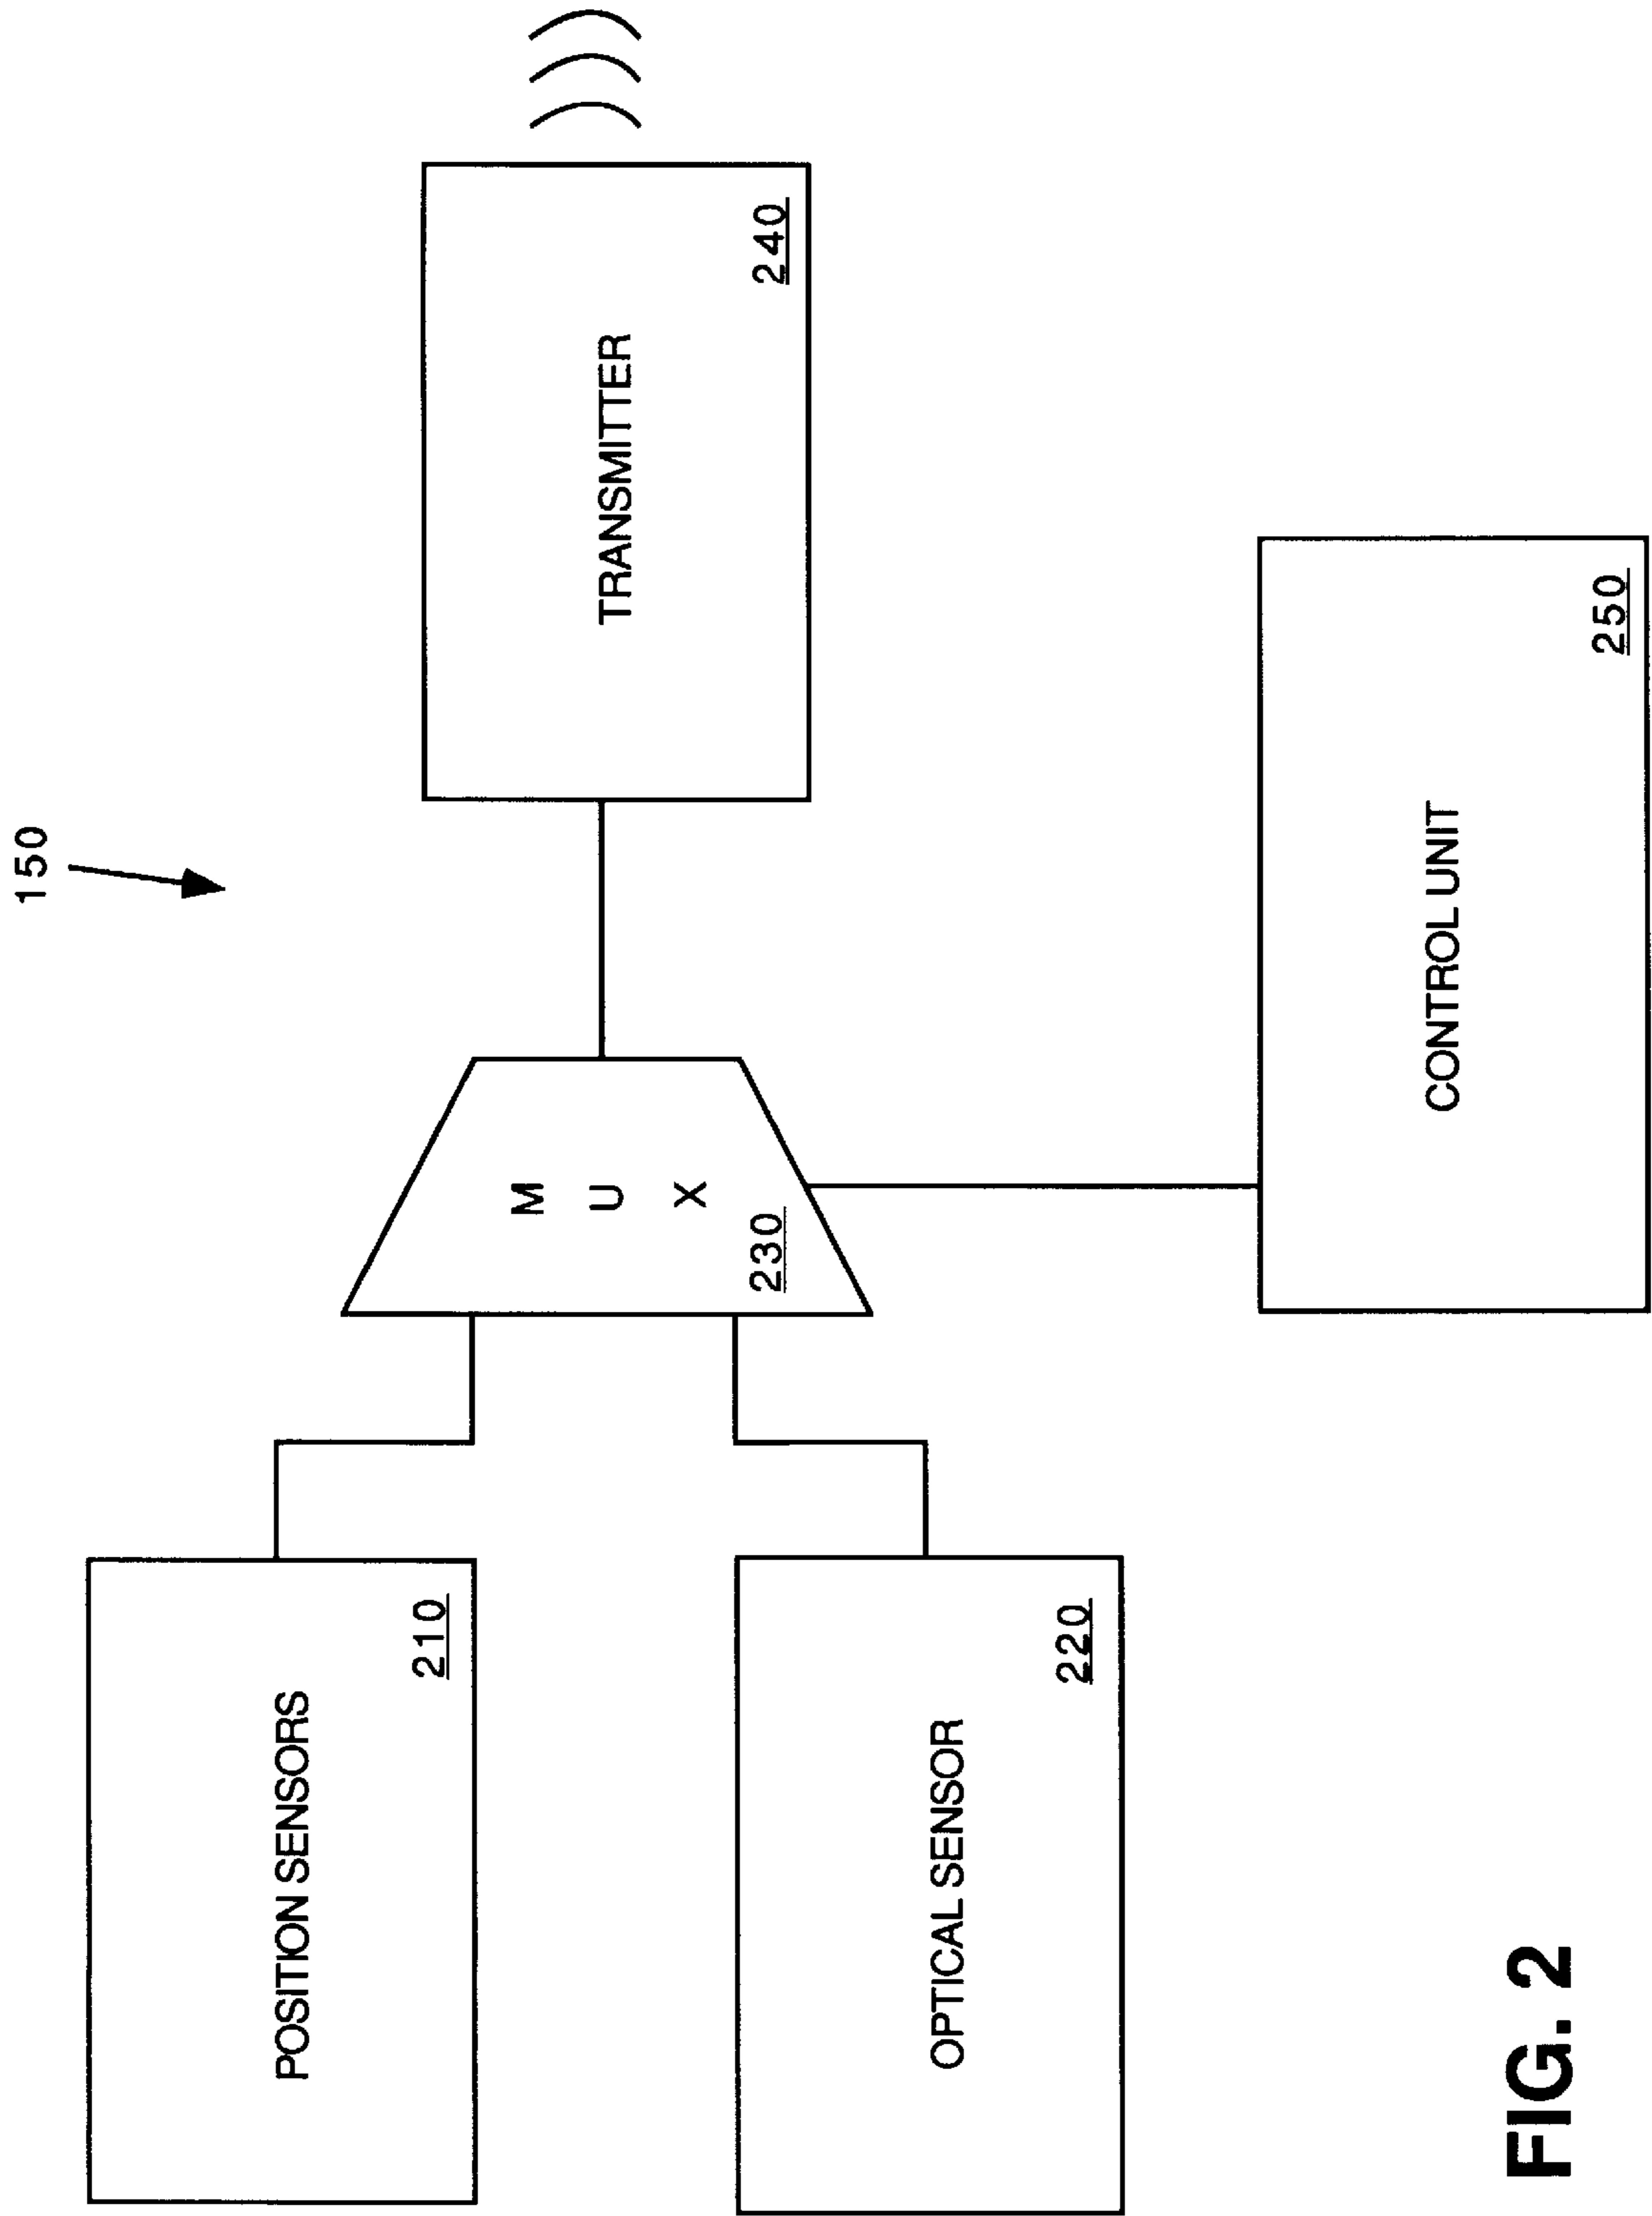 150
POSITION SENSORS
210
OPTICAL SENSOR
220
M
U
X
230
TRANSMITTER
240
CONTROL UNIT
250
FIG. 2